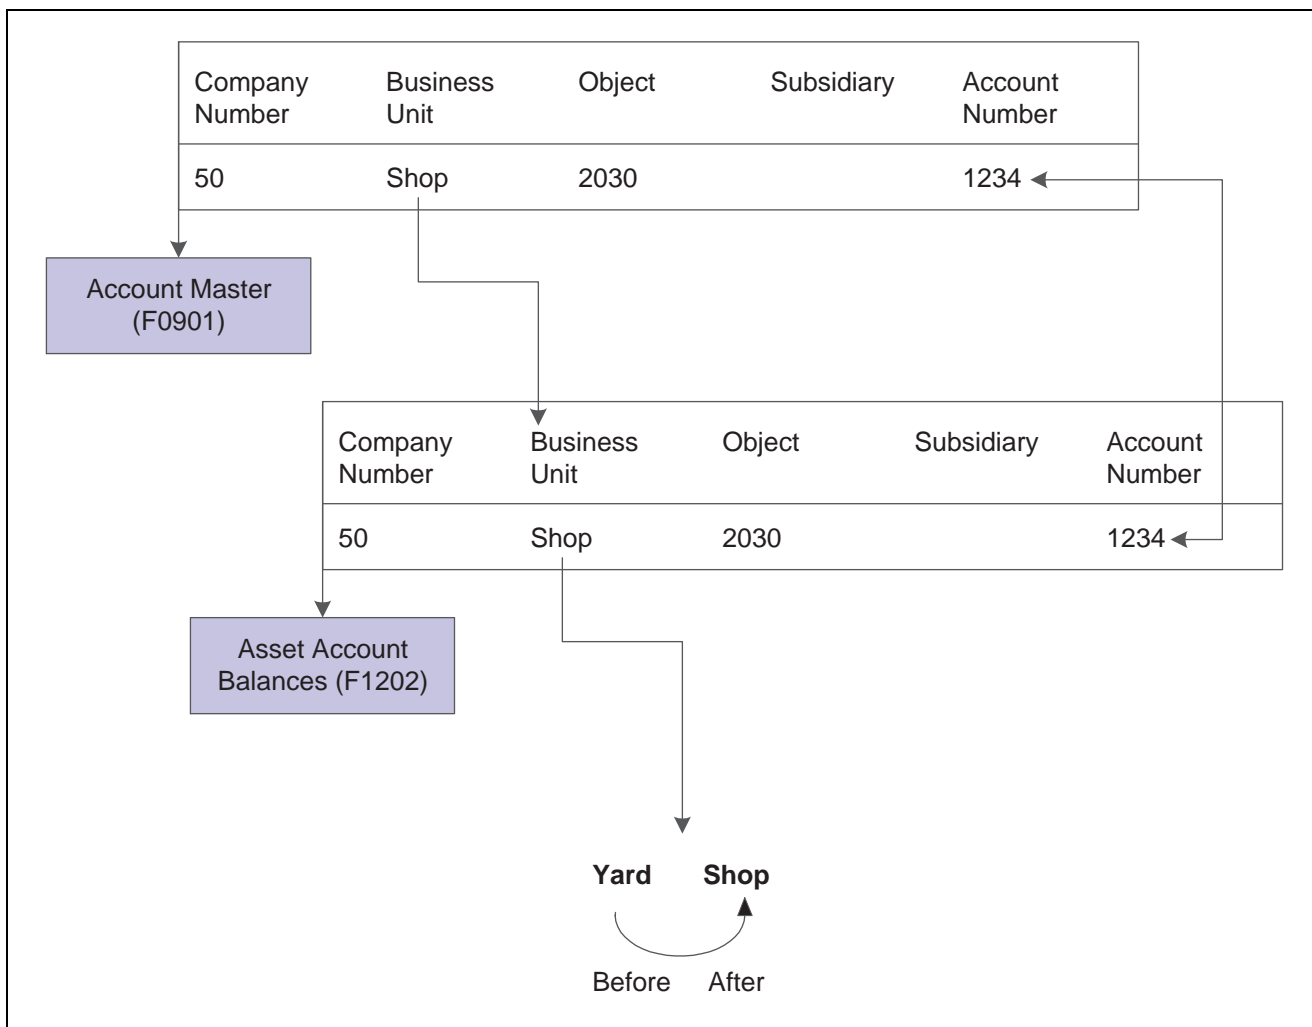 Company Business Object Subsidiary Account
Number Unit Number
50 Shop 2030 1234
Account Master
(F0901)
Company Business Object Subsidiary Account
Number Unit Number
50 Shop 2030 1234
Asset Account
Balances (F1202)
Yard Shop
Before After